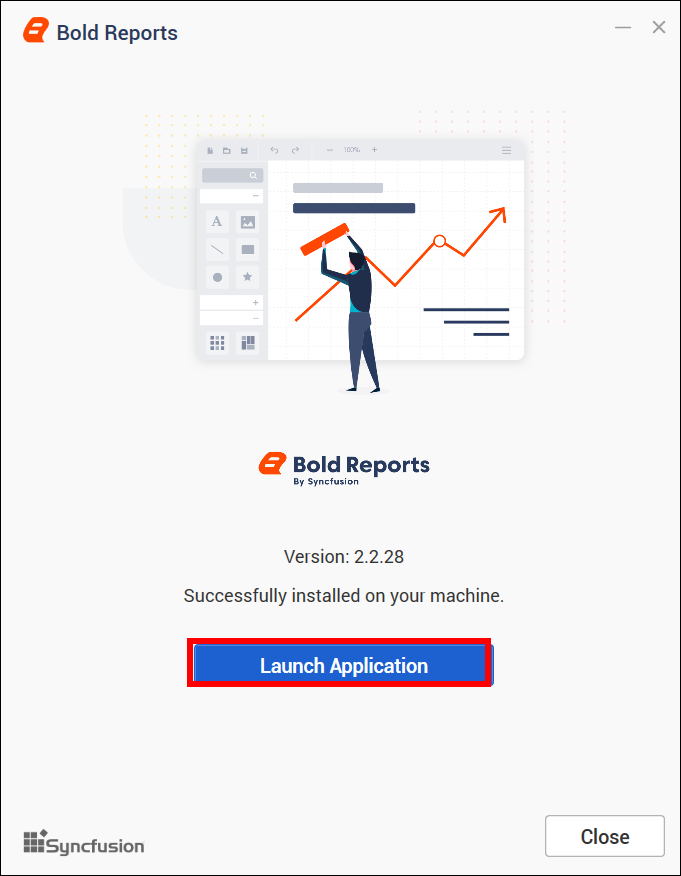 Bold Reports
100%
A
Bold Reports
By Syncfusion
Version: 2.2.28
Successfully installed on your machine.
Launch Application
Syncfusion
Close